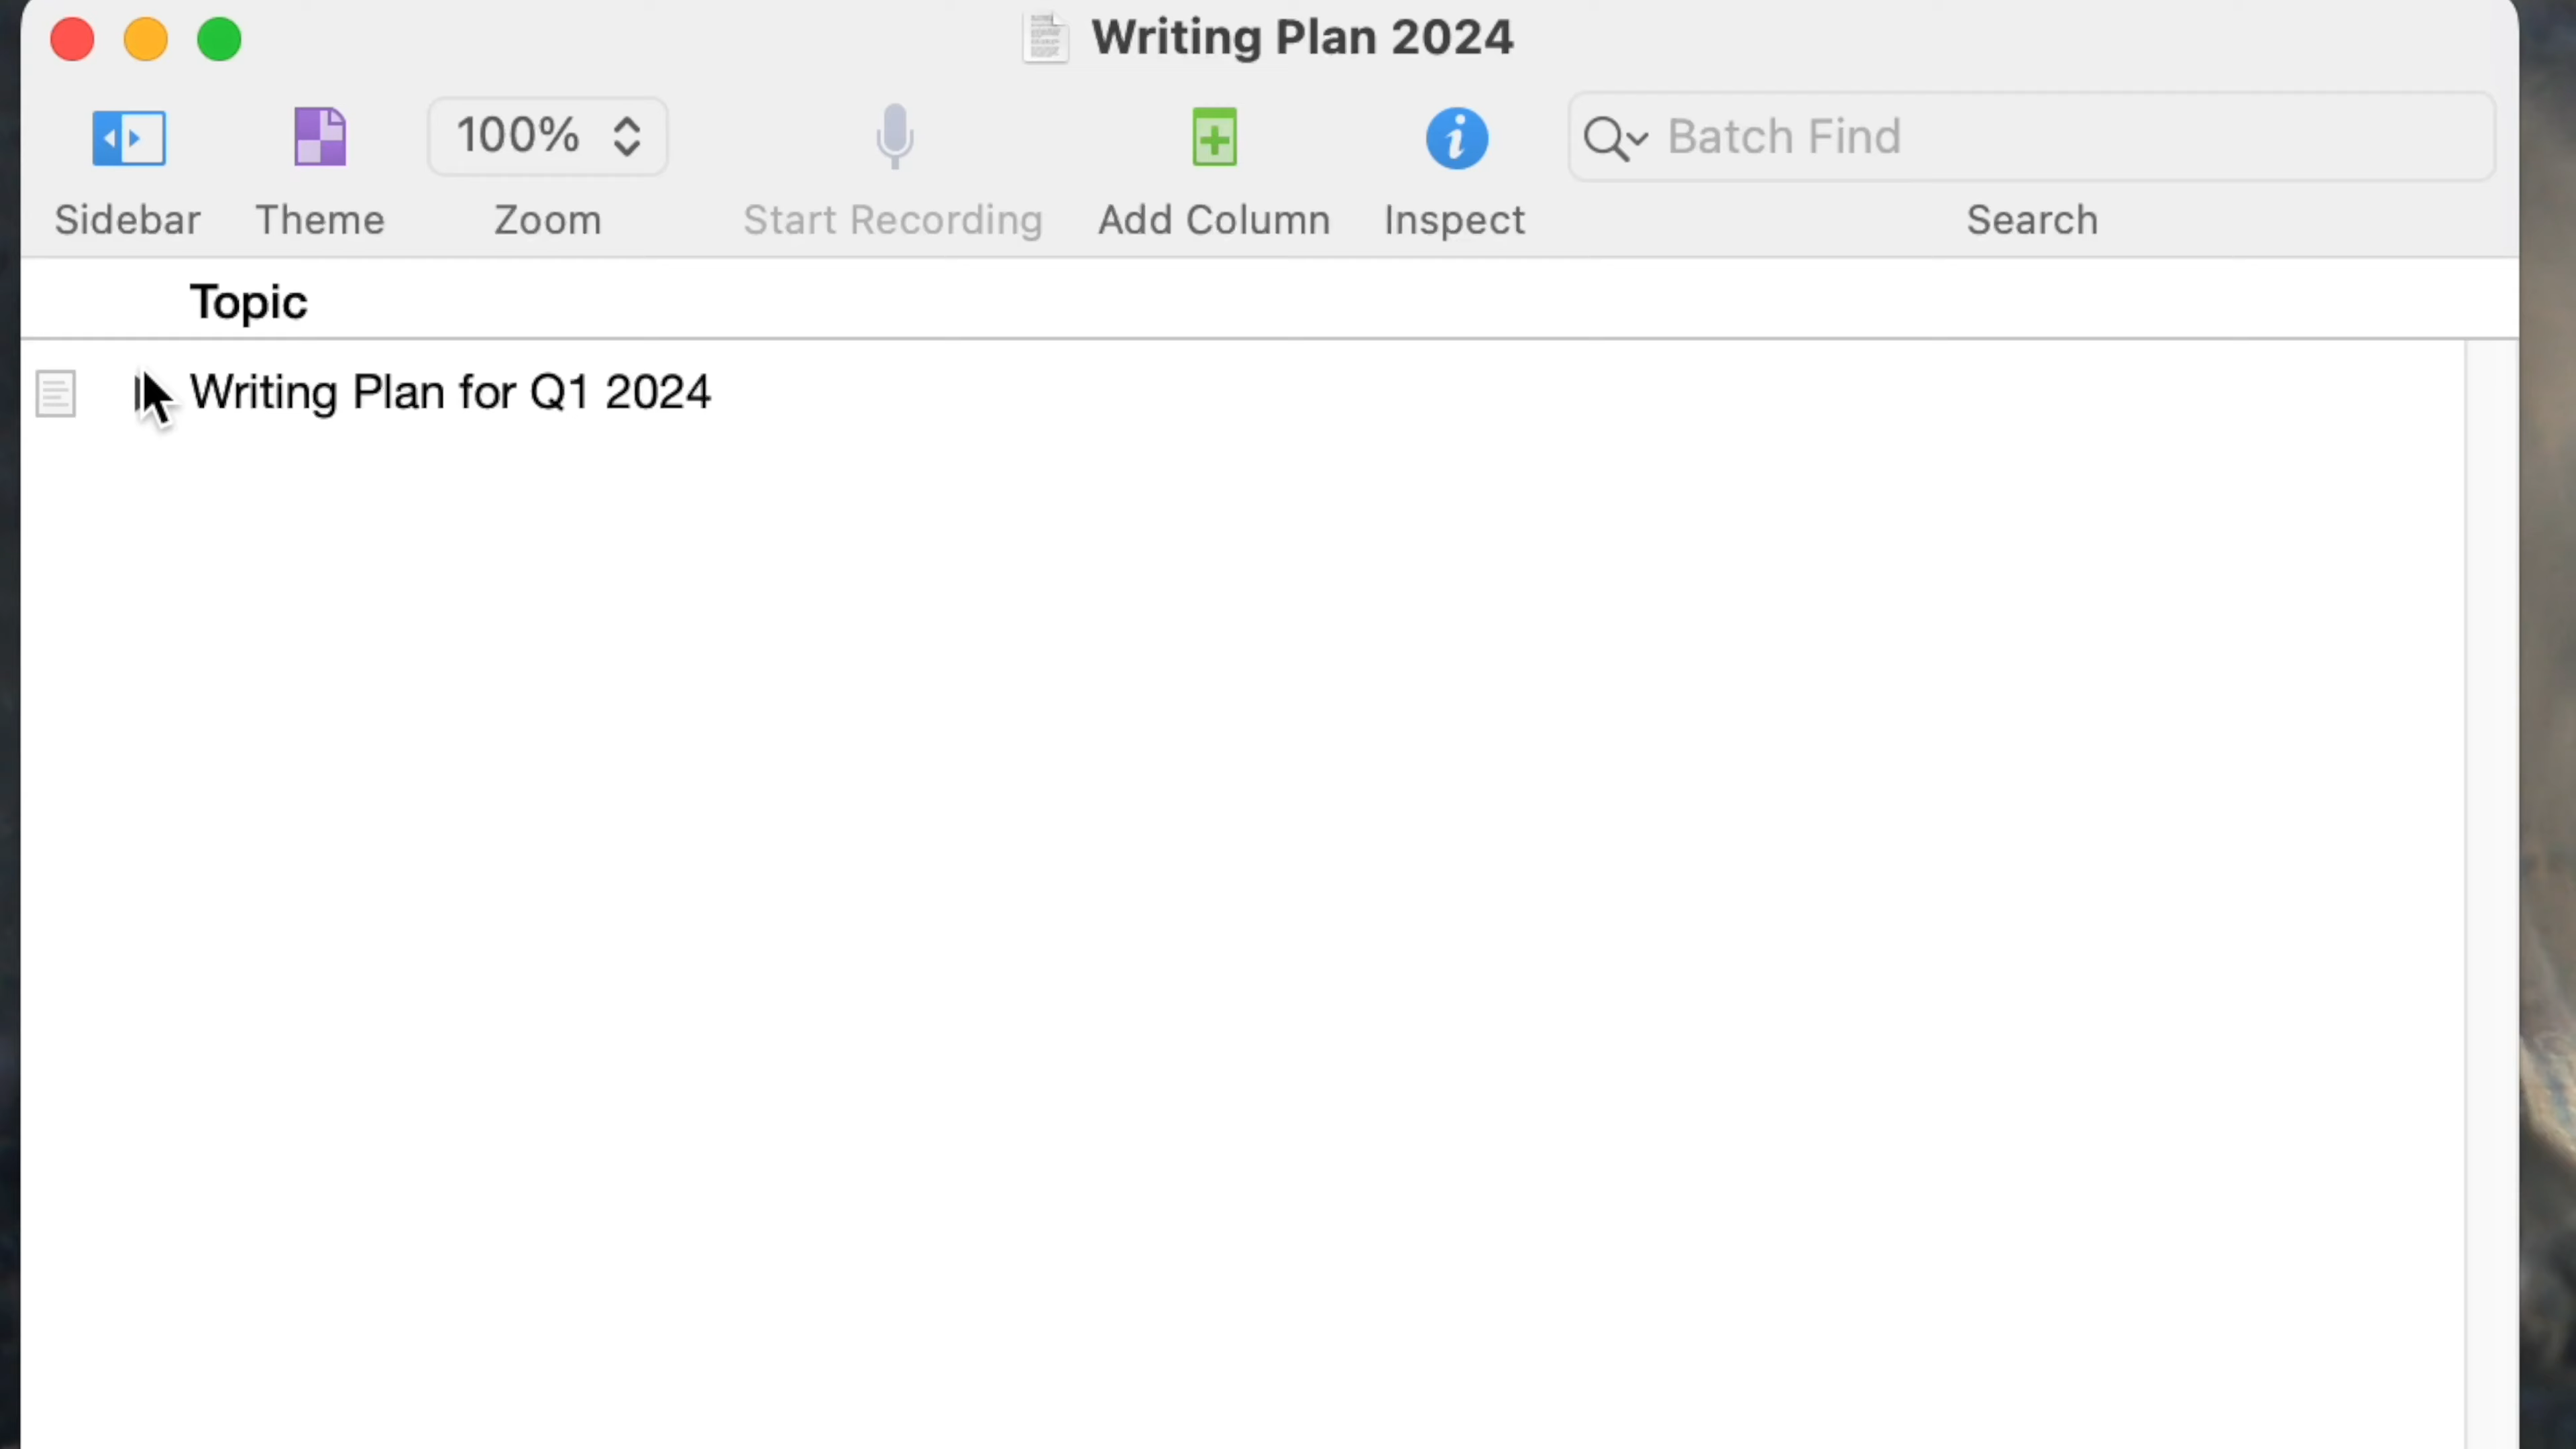 Writing Plan 2024
100%
Batch Find
Sidebar
Theme
Zoom
Start Recording
Add Column
Inspect
Search
Topic
Writing Plan for Q1 2024